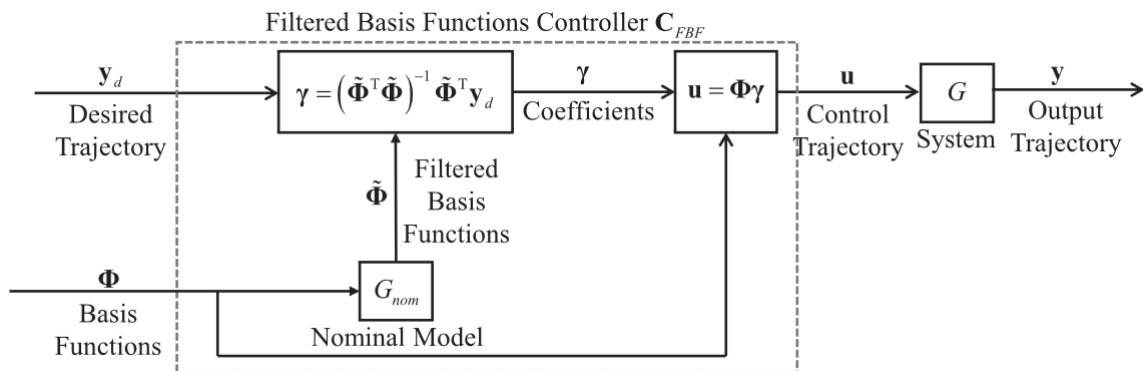 Filtered Basis Functions Controller C_FBF
y_d
Desired
Trajectory
γ = (Φ̃ᵀΦ̃)⁻¹ Φ̃ᵀy_d
γ
Coefficients
u = Φγ
u
Control
Trajectory
G
System
y
Output
Trajectory
Φ̃
Filtered
Basis
Functions
Φ
Basis
Functions
G_nom
Nominal Model